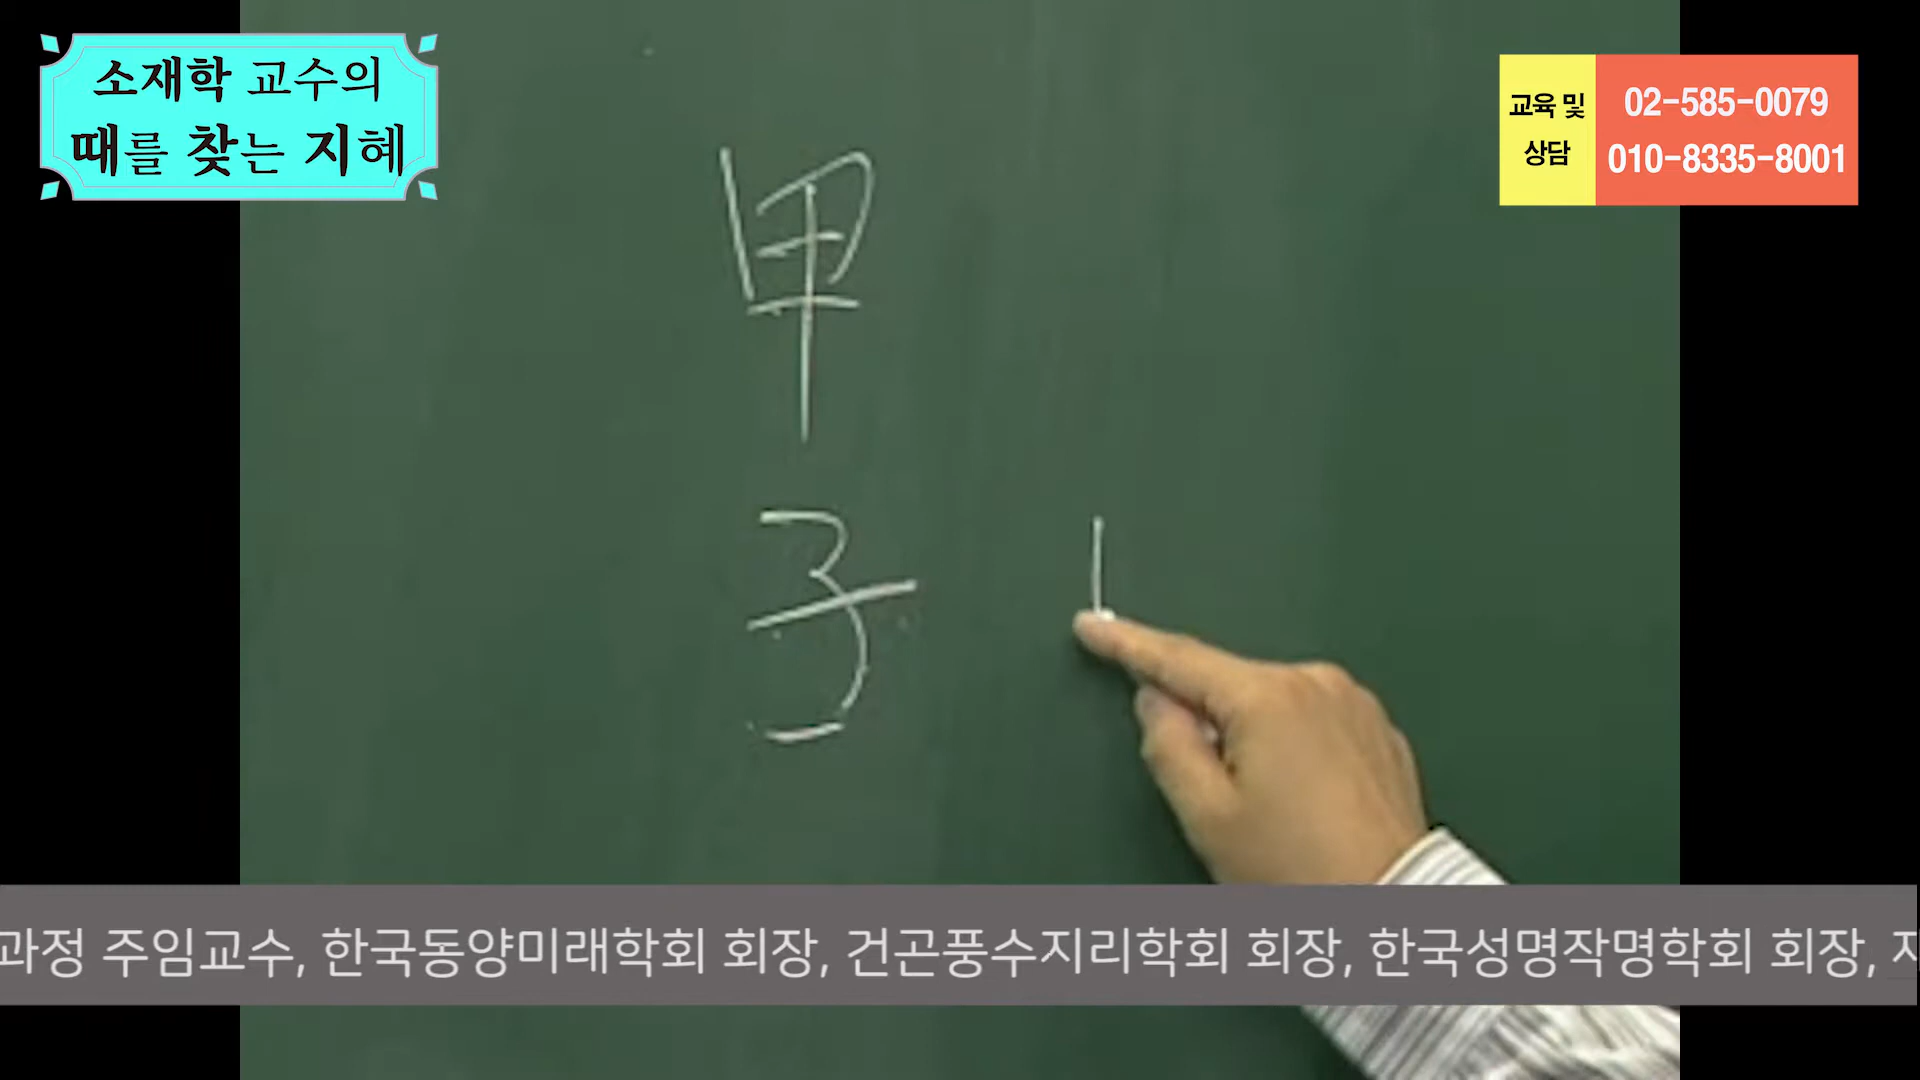 소재학 교수의
때를 찾는 지혜
교육 및
상담
02-585-0079
010-8335-8001
甲
子
과정 주임교수, 한국동양미래학회 회장, 건곤풍수지리학회 회장, 한국성명작명학회 회장,